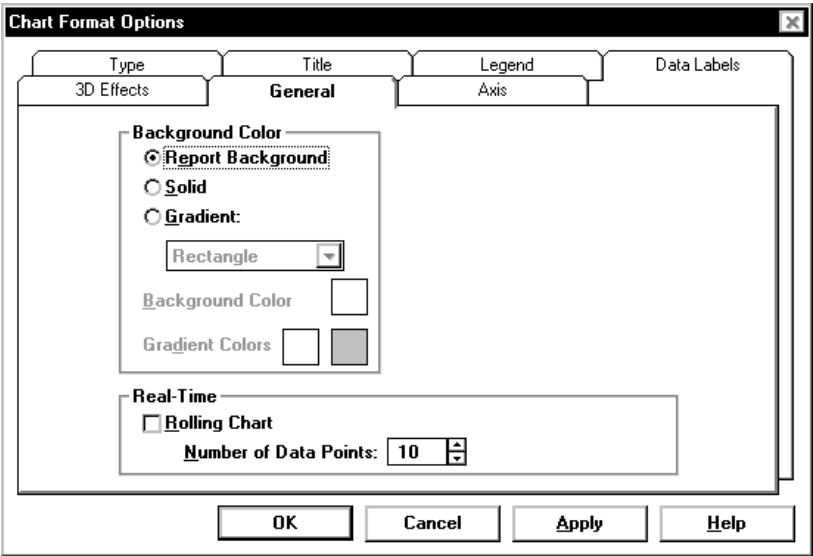 Chart Format Options
Type Title Legend Data Labels
3D Effects General Axis
Background Color
Report Background
Solid
Gradient:
Rectangle
Background Color
Gradient Colors
Real-Time
Rolling Chart
Number of Data Points: 10
OK Cancel Apply Help